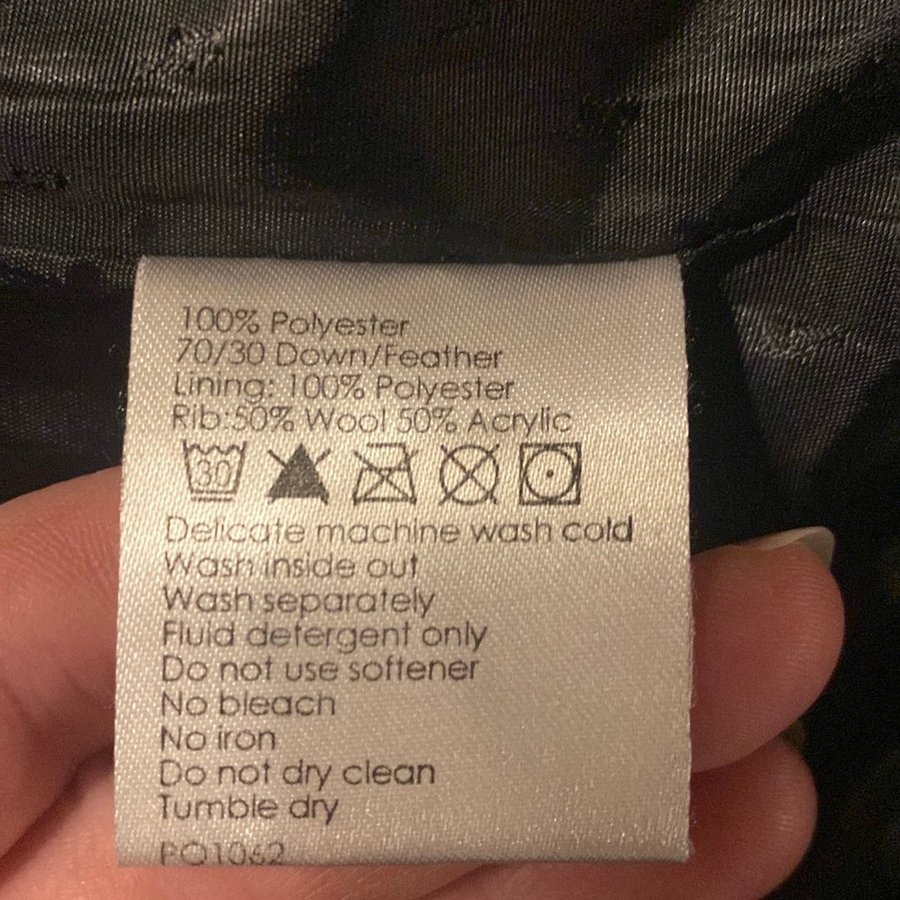 100% Polyester
70/30 Down/Feather
Lining: 100% Polyester
Rib:50% Wool 50% Acrylic
30
Delicate machine wash cold
Wash inside out
Wash separately
Fluid detergent only
Do not use softener
No bleach
No iron
Do not dry clean
Tumble dry
PO1062